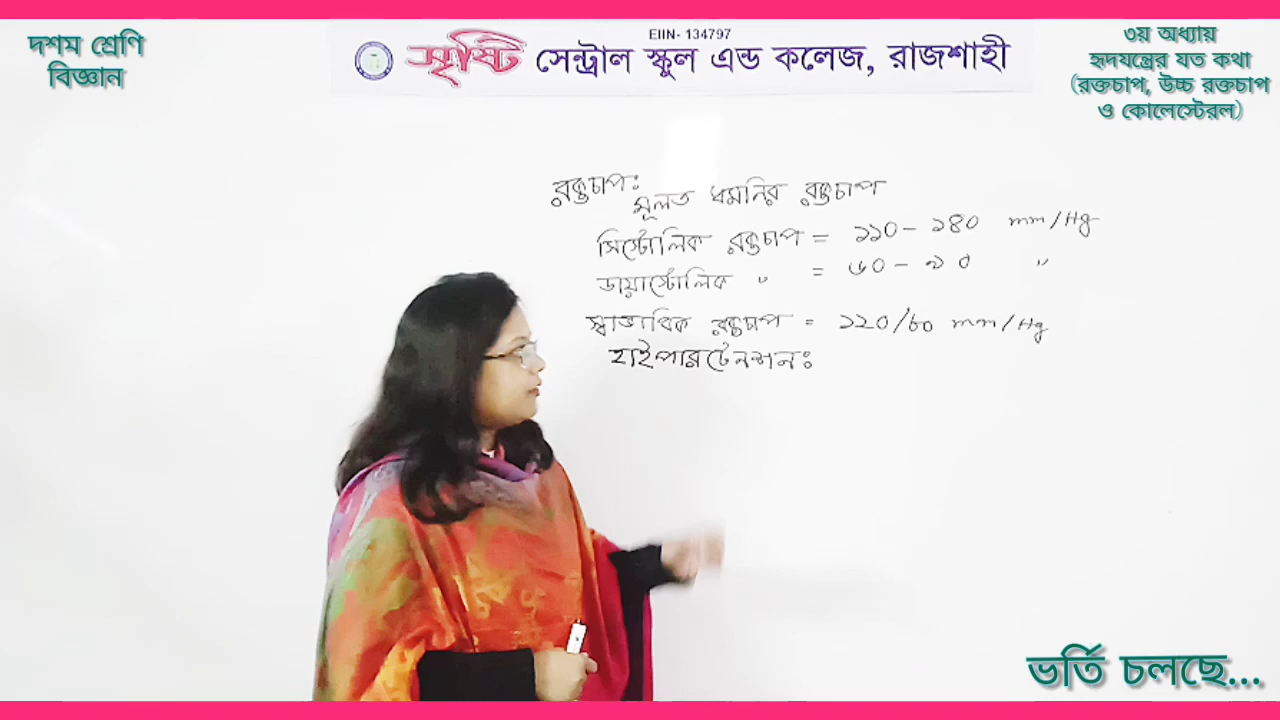 দশম শ্রেণি
বিজ্ঞান
EIIN- 134797
সৃষ্টি সেন্ট্রাল স্কুল এন্ড কলেজ, রাজশাহী
৩য় অধ্যায়
হৃদযন্ত্রের যত কথা
(রক্তচাপ, উচ্চ রক্তচাপ
ও কোলেস্টেরল)
রক্তচাপঃ
মূলত ধমনির রক্তচাপ
সিস্টোলিক রক্তচাপ = ১১০ - ১৪০ mm/Hg
ডায়াস্টোলিক " = ৬০ - ৯০ "
স্বাভাবিক রক্তচাপ = ১২০/৮০ mm/Hg
হাইপারটেনশনঃ
ভর্তি চলছে...